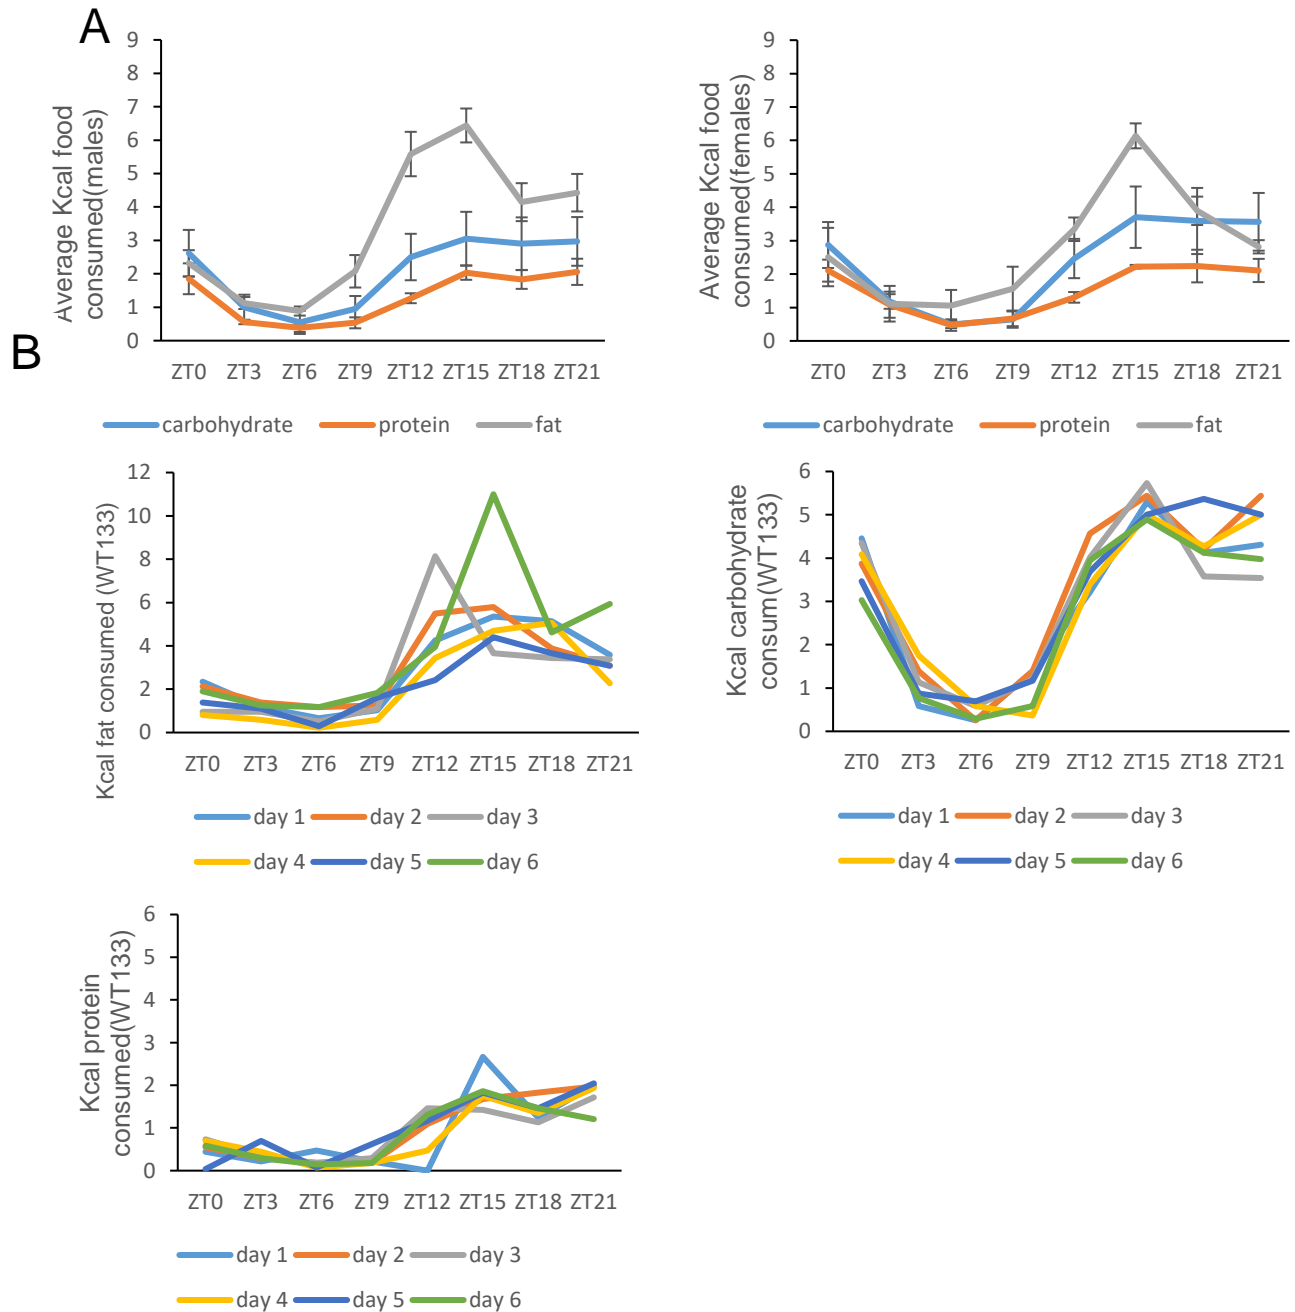 A
9
8
7
6
5
4
3
2
1
0
Average Kcal food
consumed(males)
ZT0 ZT3 ZT6 ZT9 ZT12 ZT15 ZT18 ZT21
carbohydrate protein fat
9
8
7
6
5
4
3
2
1
0
Average Kcal food
consumed(females)
ZT0 ZT3 ZT6 ZT9 ZT12 ZT15 ZT18 ZT21
carbohydrate protein fat
B
12
10
8
6
4
2
0
Kcal fat consumed (WT133)
ZT0 ZT3 ZT6 ZT9 ZT12 ZT15 ZT18 ZT21
day 1 day 2 day 3
day 4 day 5 day 6
6
5
4
3
2
1
0
Kcal carbohydrate
consum(WT133)
ZT0 ZT3 ZT6 ZT9 ZT12 ZT15 ZT18 ZT21
day 1 day 2 day 3
day 4 day 5 day 6
6
5
4
3
2
1
0
Kcal protein
consumed(WT133)
ZT0 ZT3 ZT6 ZT9 ZT12 ZT15 ZT18 ZT21
day 1 day 2 day 3
day 4 day 5 day 6